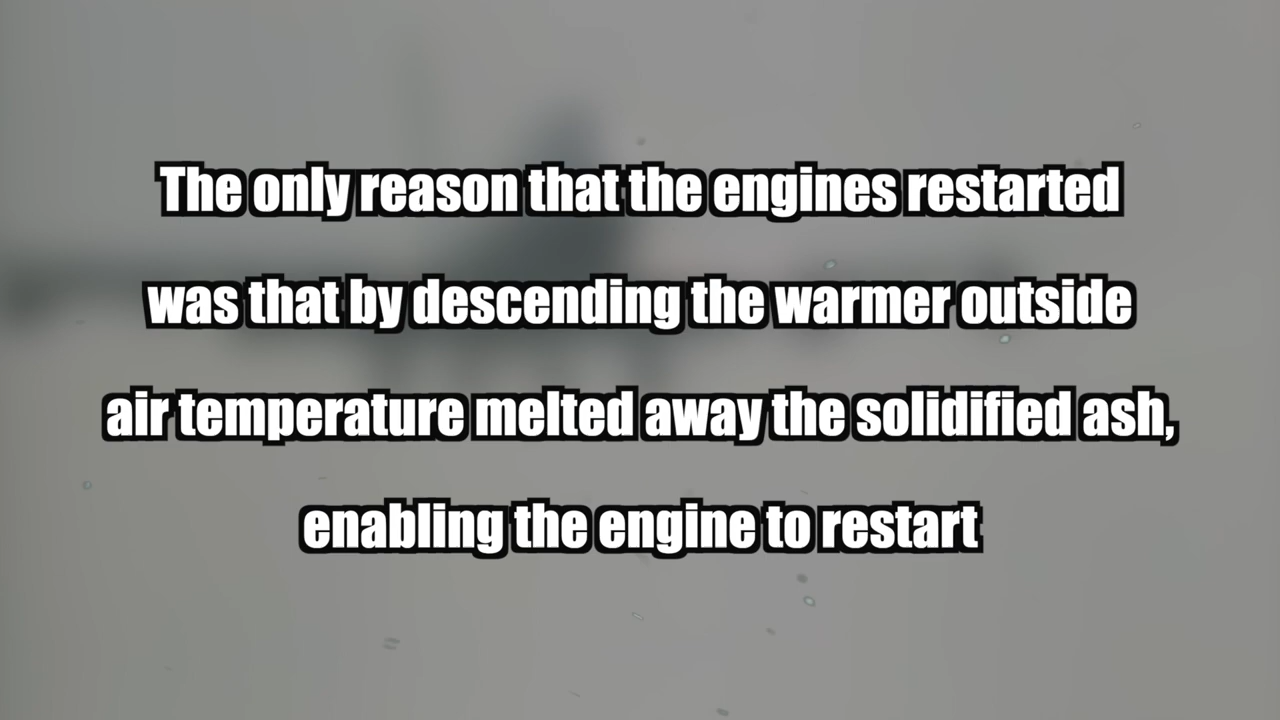 The only reason that the engines restarted
was that by descending the warmer outside
air temperature melted away the solidified ash,
enabling the engine to restart